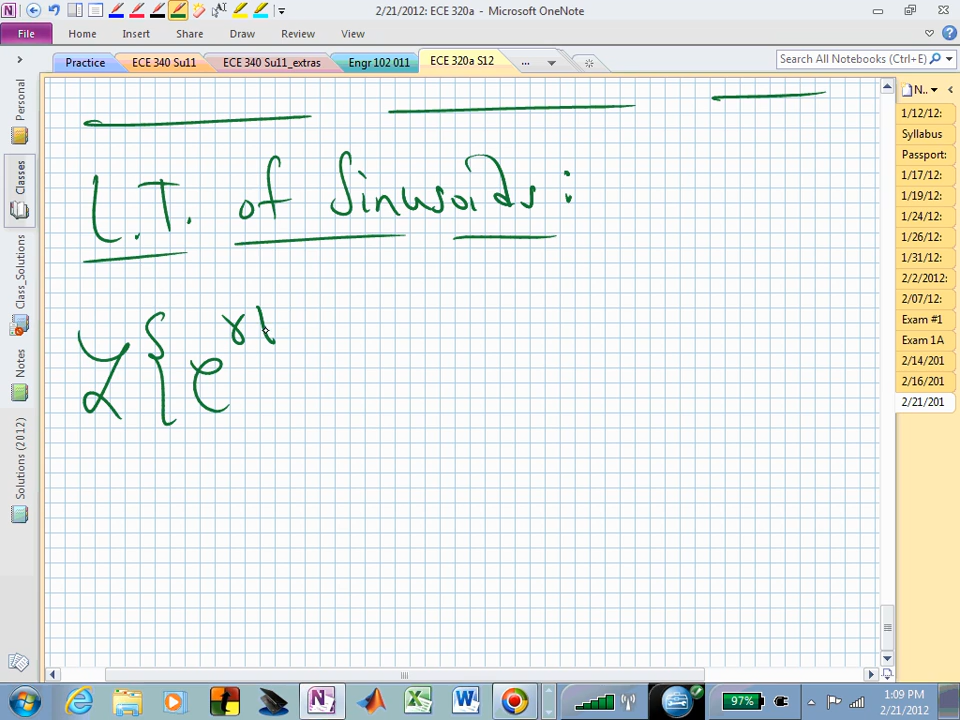 2/21/2012: ECE 320a - Microsoft OneNote
File Home Insert Share Draw Review View
Practice ECE 340 Su11 ECE 340 Su11_extras Engr 102 011 ECE 320a S12 ... Search All Notebooks (Ctrl+E)
N..
Personal
Classes
Class_Solutions
Notes
Solutions (2012)
L.T. of Sinusoids:
ℒ{e^γ
1/12/12:
Syllabus
Passport:
1/17/12:
1/19/12:
1/24/12:
1/26/12:
1/31/12:
2/2/2012:
2/07/12:
Exam #1
Exam 1A
2/14/201
2/16/201
2/21/201
97%
1:09 PM
2/21/2012